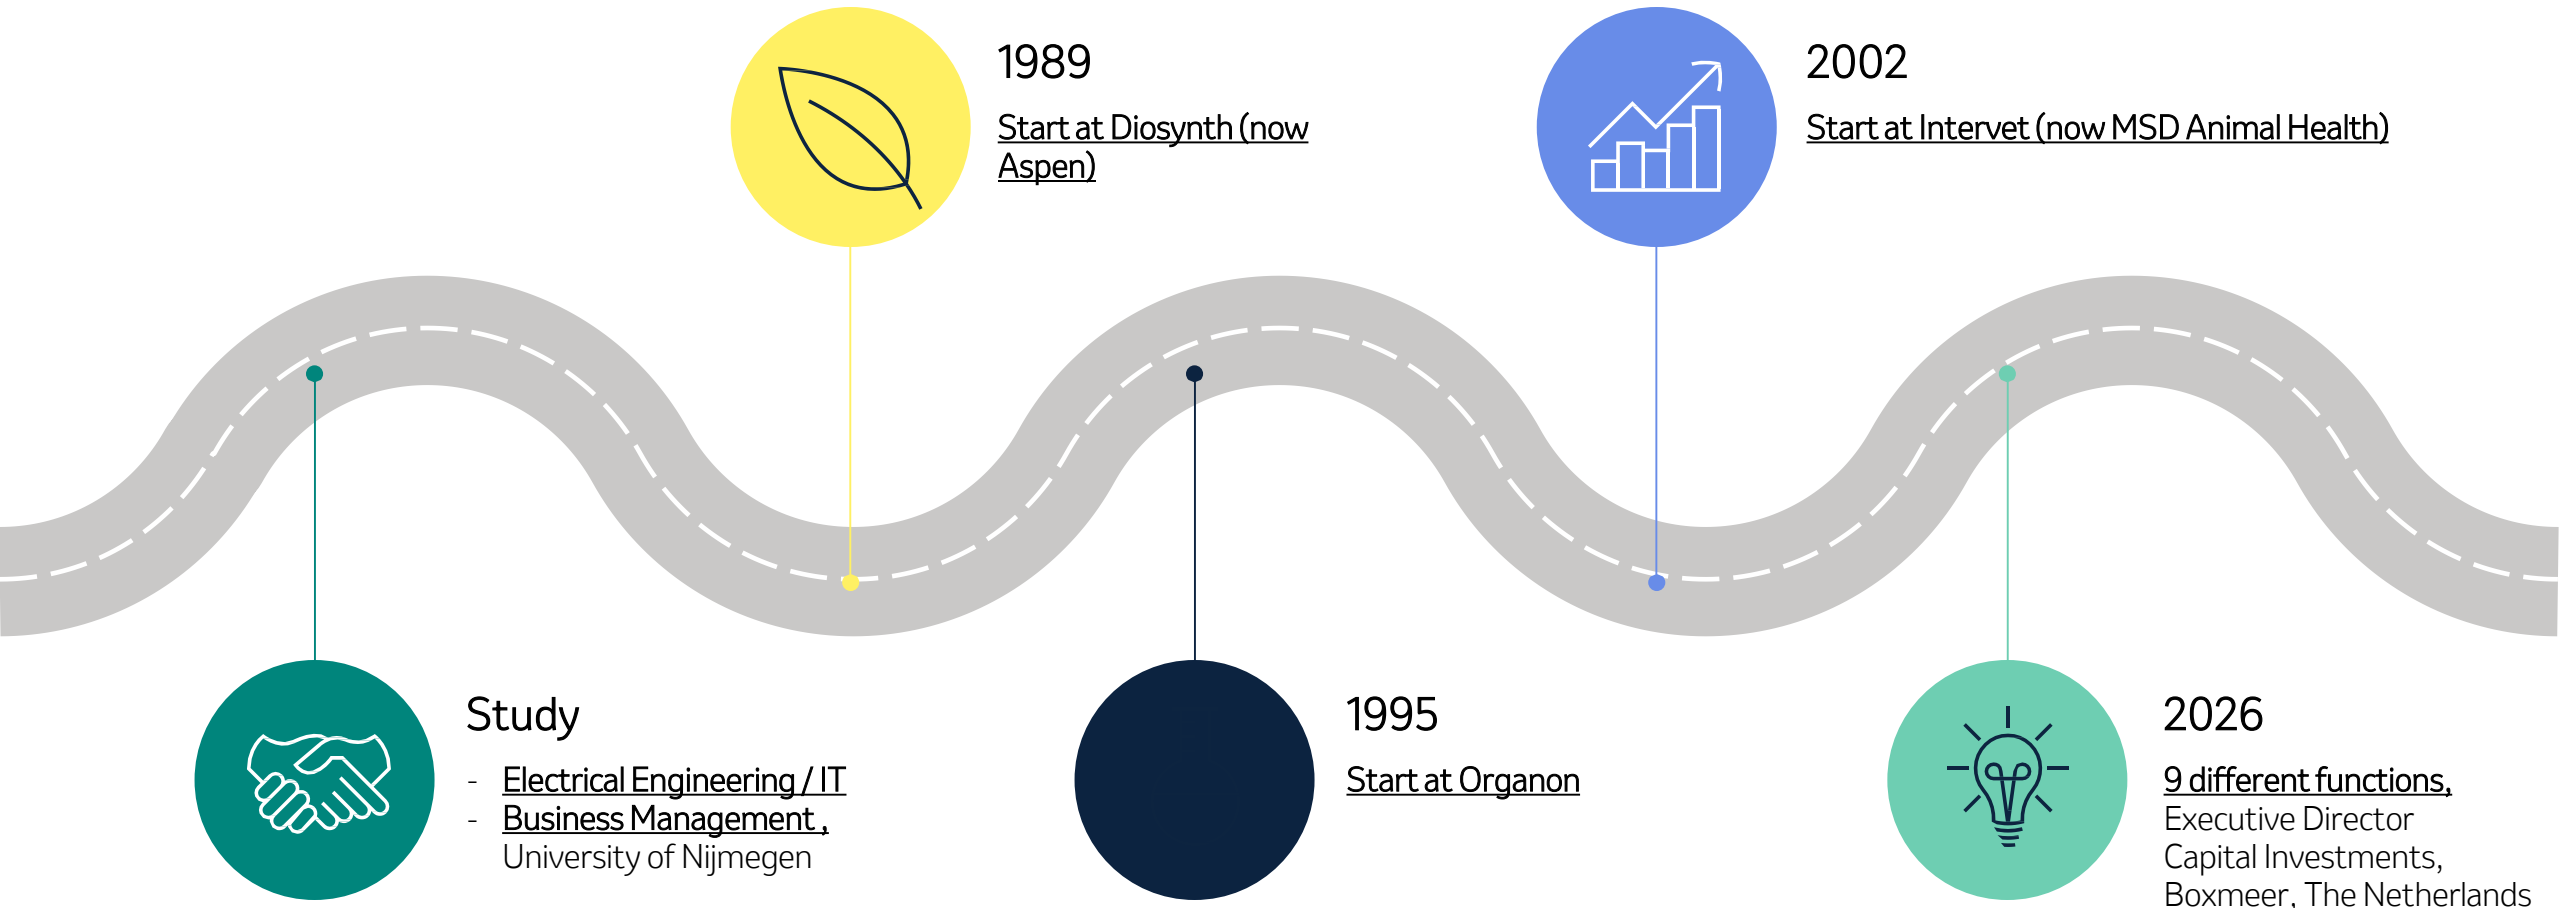 1989
Start at Diosynth (now
Aspen)
2002
Start at Intervet (now MSD Animal Health)
Study
- Electrical Engineering / IT
- Business Management ,
University of Nijmegen
1995
Start at Organon
2026
9 different functions,
Executive Director
Capital Investments,
Boxmeer, The Netherlands